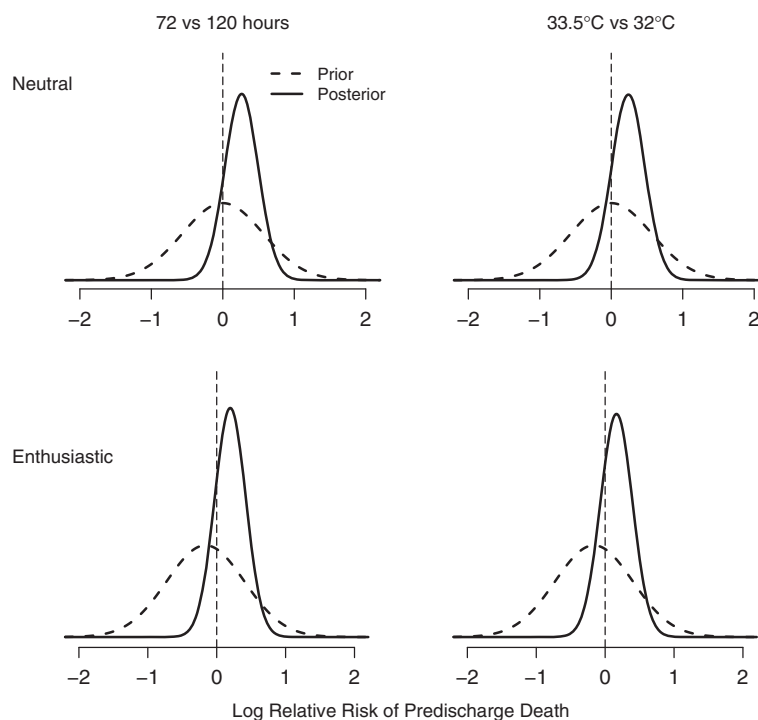 72 vs 120 hours
33.5°C vs 32°C
Neutral
Prior
Posterior
−2 −1 0 1 2
−2 −1 0 1 2
Enthusiastic
−2 −1 0 1 2
−2 −1 0 1 2
Log Relative Risk of Predischarge Death